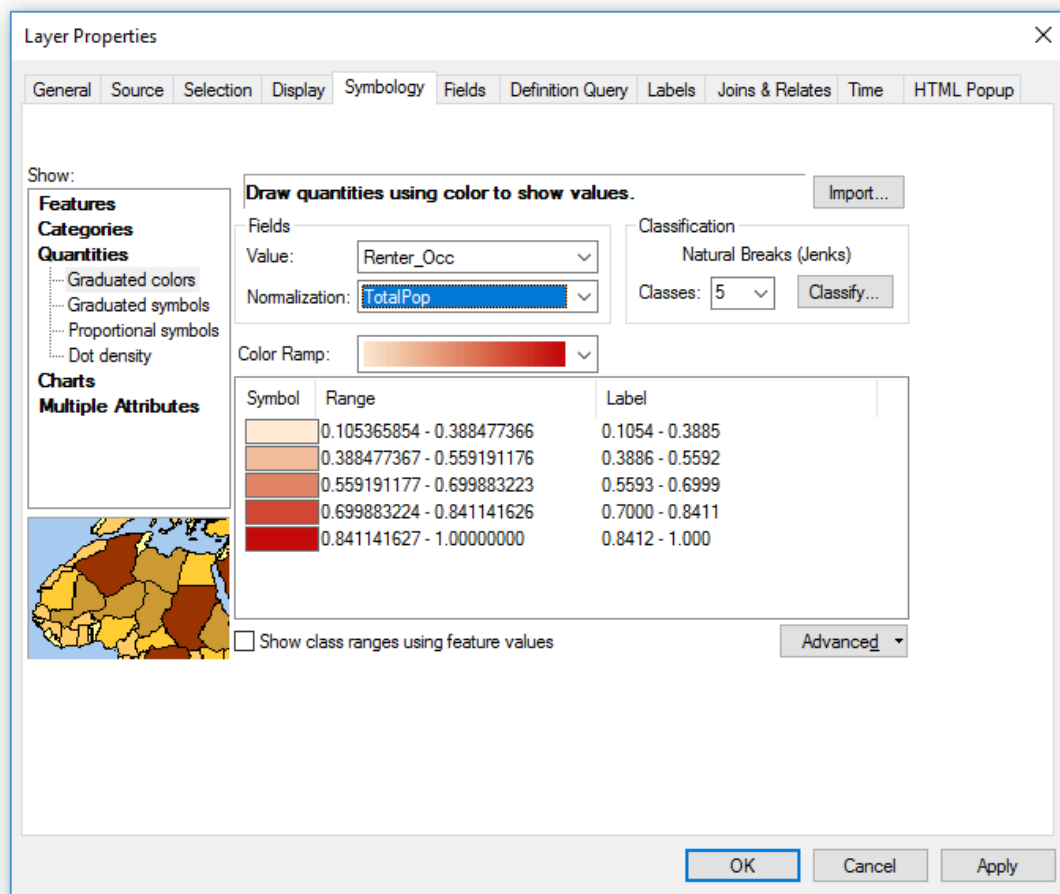 Layer Properties
General Source Selection Display Symbology Fields Definition Query Labels Joins & Relates Time HTML Popup
Show:
Features
Categories
Quantities
Graduated colors
Graduated symbols
Proportional symbols
Dot density
Charts
Multiple Attributes
Draw quantities using color to show values.
Import...
Fields
Value: Renter_Occ
Normalization: TotalPop
Classification
Natural Breaks (Jenks)
Classes: 5 Classify...
Color Ramp:
Symbol Range Label
0.105365854 - 0.388477366 0.1054 - 0.3885
0.388477367 - 0.559191176 0.3886 - 0.5592
0.559191177 - 0.699883223 0.5593 - 0.6999
0.699883224 - 0.841141626 0.7000 - 0.8411
0.841141627 - 1.00000000 0.8412 - 1.000
Show class ranges using feature values
Advanced
OK Cancel Apply